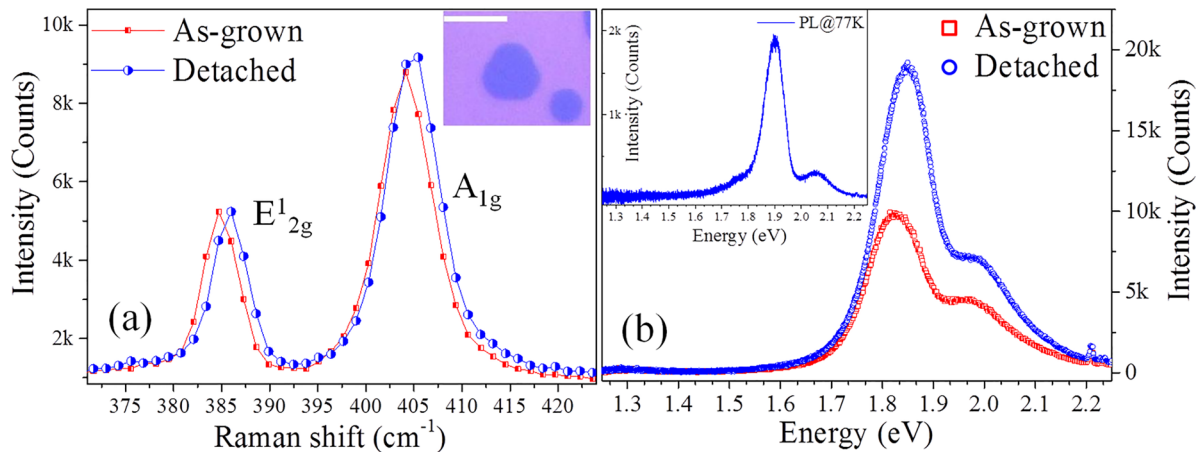 10k
9k
8k
6k
4k
2k
Intensity (Counts)
As-grown
Detached
E¹₂g
A₁g
(a)
375 380 385 390 395 400 405 410 415 420
Raman shift (cm⁻¹)
2k
1k
Intensity (Counts)
PL@77K
1.3 1.4 1.5 1.6 1.7 1.8 1.9 2.0 2.1 2.2
Energy (eV)
As-grown
Detached
(b)
20k
15k
10k
5k
0
Intensity (Counts)
1.3 1.4 1.5 1.6 1.7 1.8 1.9 2.0 2.1 2.2
Energy (eV)